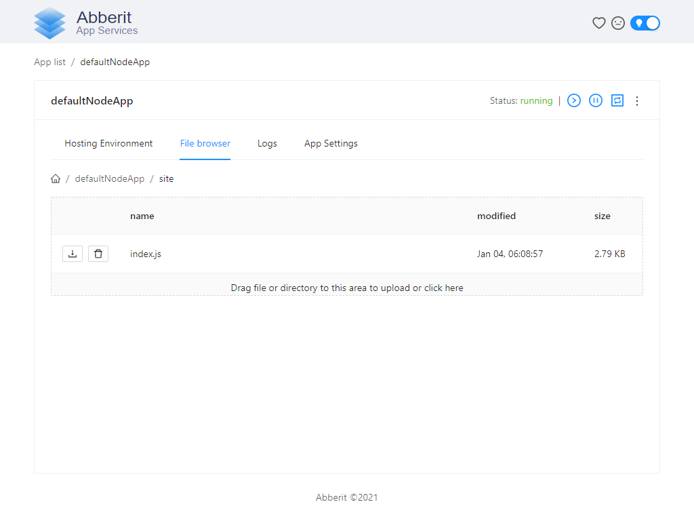 Abberit
App Services
App list / defaultNodeApp
defaultNodeApp
Status: running |
Hosting Environment File browser Logs App Settings
/ defaultNodeApp / site
name modified size
index.js Jan 04, 06:08:57 2.79 KB
Drag file or directory to this area to upload or click here
Abberit ©2021